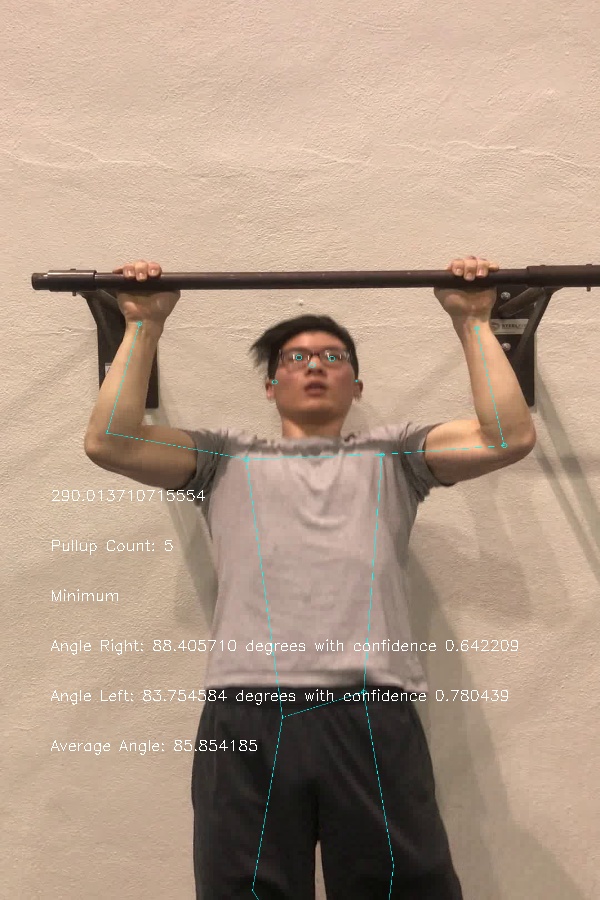 290.013710715554
Pullup Count: 5
Minimum
Angle Right: 88.405710 degrees with confidence 0.642209
Angle Left: 83.754584 degrees with confidence 0.780439
Average Angle: 85.854185